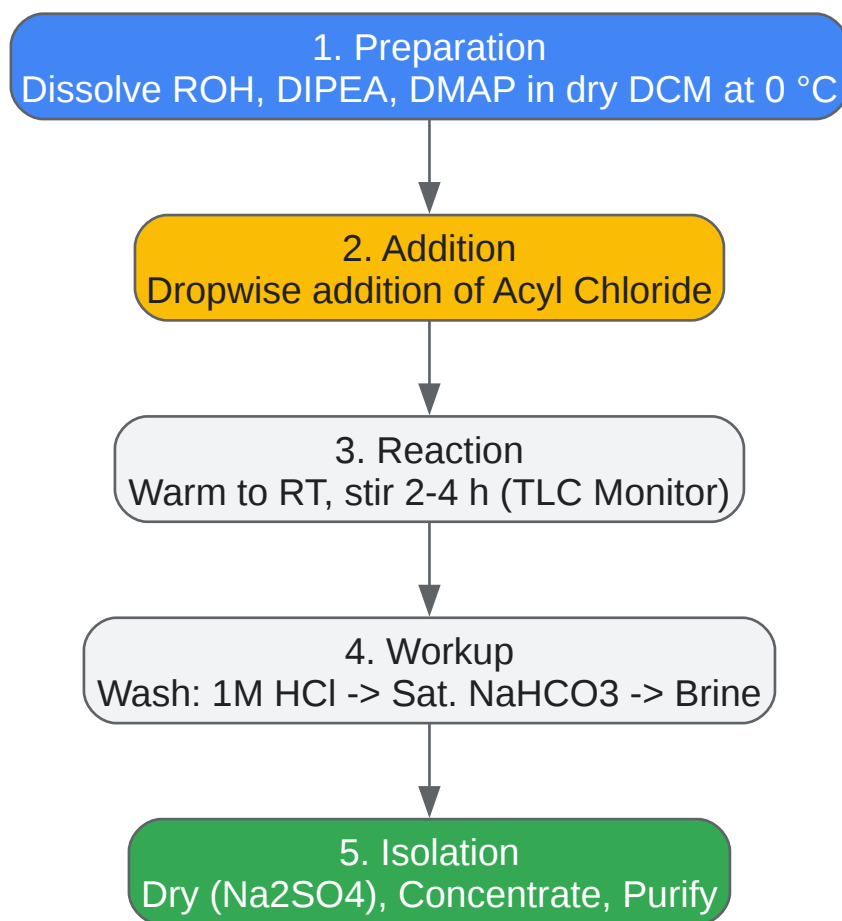 1. Preparation
Dissolve ROH, DIPEA, DMAP in dry DCM at 0 °C
2. Addition
Dropwise addition of Acyl Chloride
3. Reaction
Warm to RT, stir 2-4 h (TLC Monitor)
4. Workup
Wash: 1M HCl -> Sat. NaHCO3 -> Brine
5. Isolation
Dry (Na2SO4), Concentrate, Purify